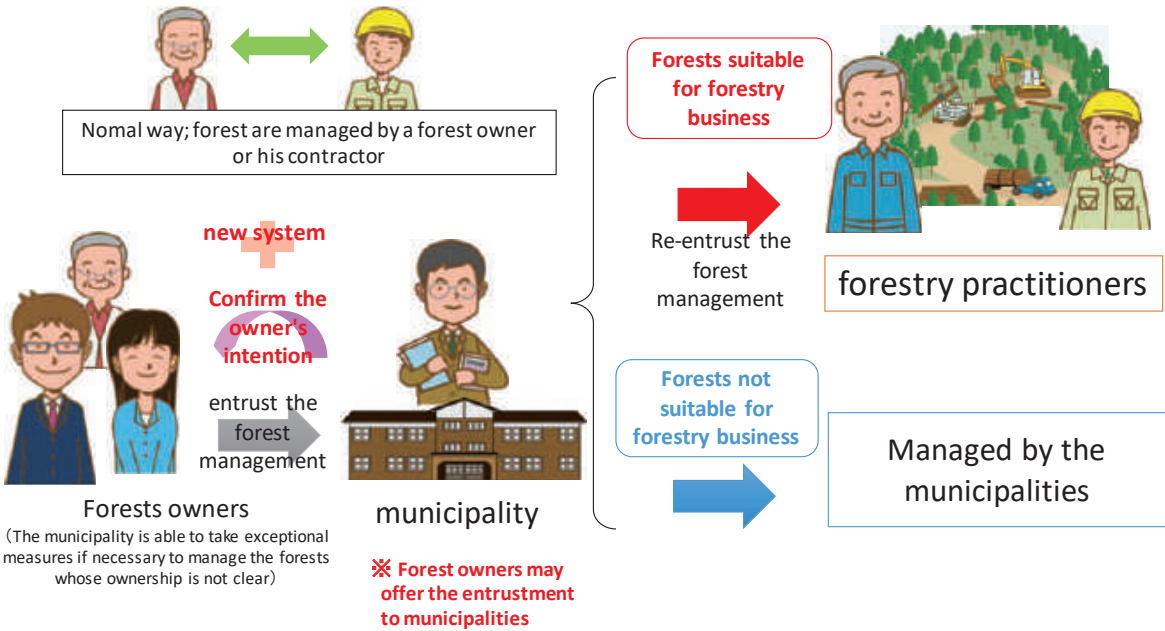 Nomal way; forest are managed by a forest owner
or his contractor
new system
Confirm the
owner's
intention
entrust the
forest
management
Forests owners
（The municipality is able to take exceptional
measures if necessary to manage the forests
whose ownership is not clear）
municipality
※ Forest owners may
offer the entrustment
to municipalities
Forests suitable
for forestry
business
Re-entrust the
forest
management
forestry practitioners
Forests not
suitable for
forestry business
Managed by the
municipalities